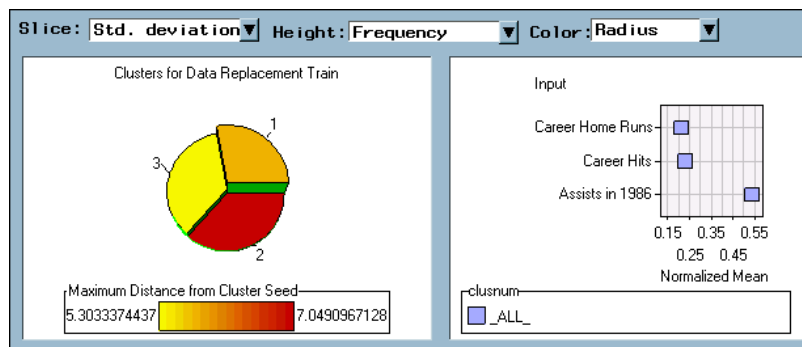 Slice: Std. deviation Height: Frequency Color: Radius
Clusters for Data Replacement Train
1
3
2
Maximum Distance from Cluster Seed
5.3033374437 7.0490967128
Input
Career Home Runs
Career Hits
Assists in 1986
0.15 0.35 0.55
0.25 0.45
Normalized Mean
clusnum
_ALL_